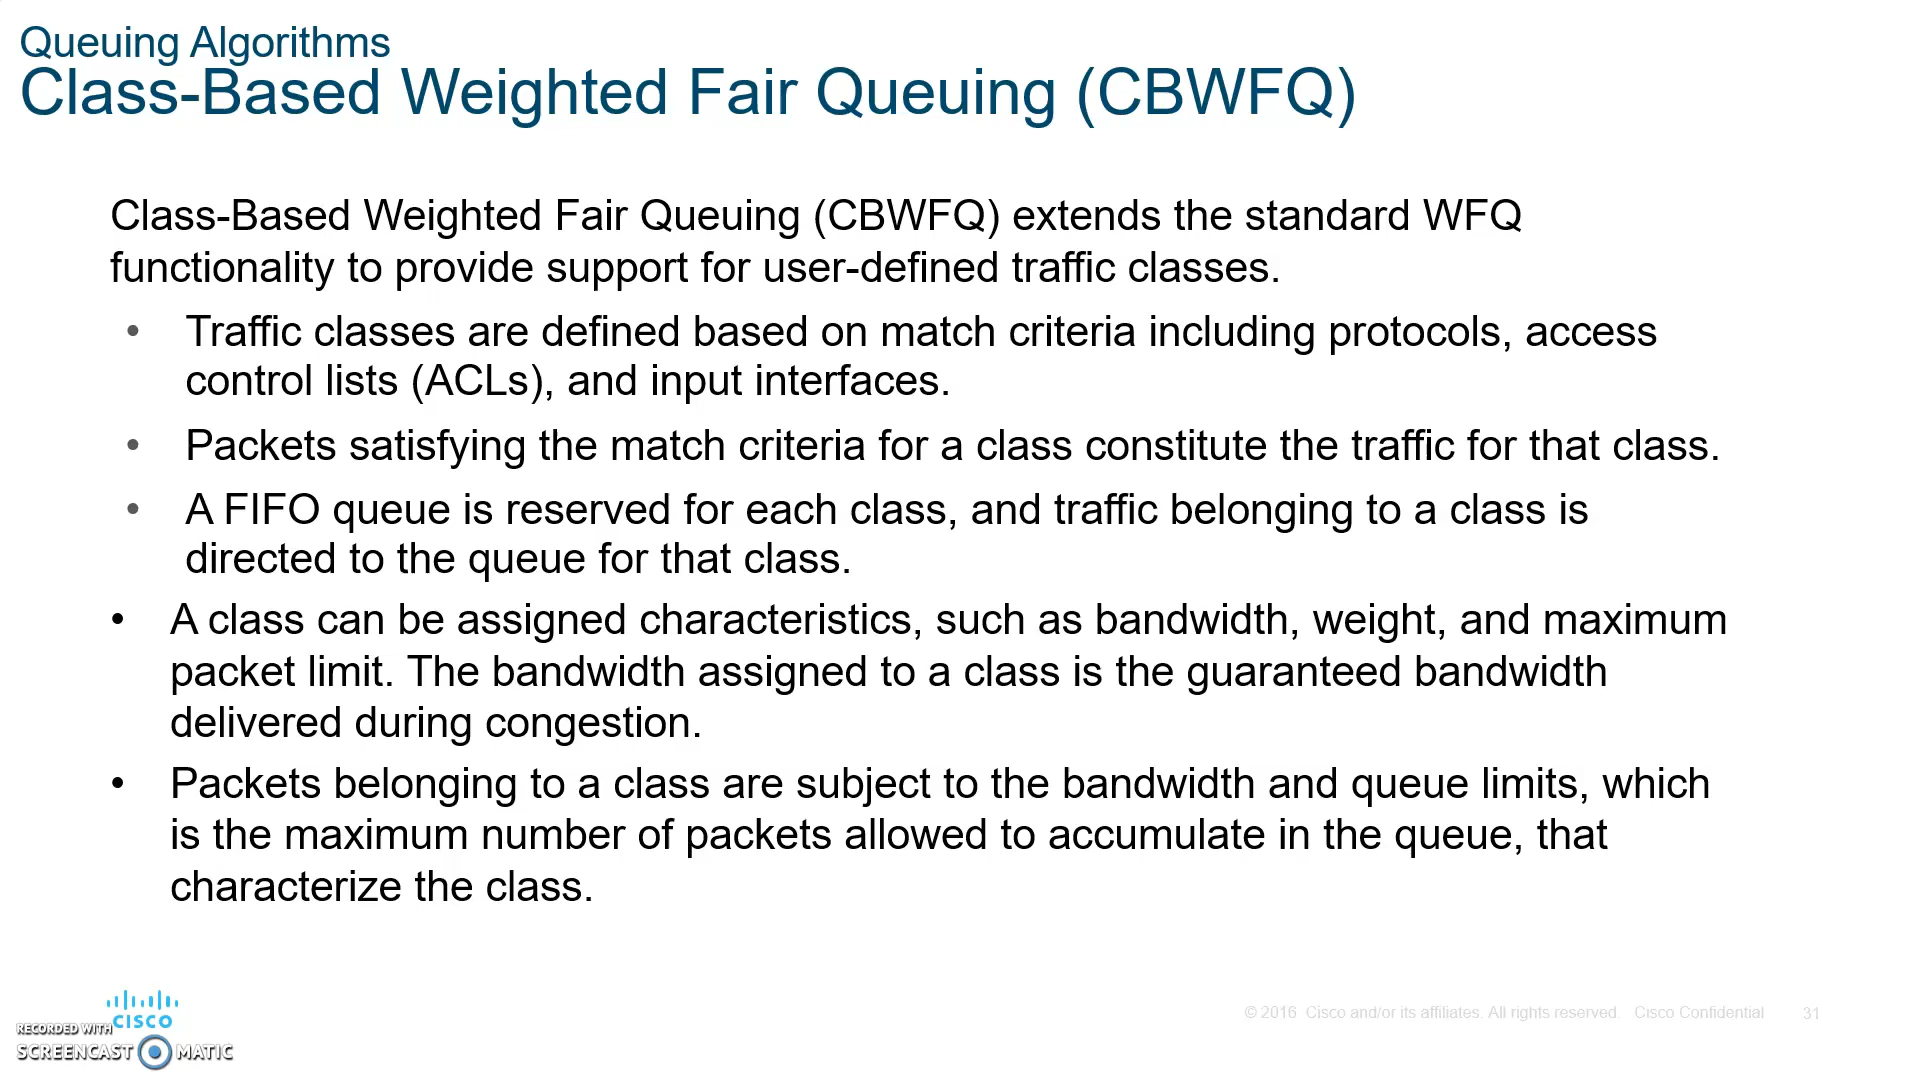 Queuing Algorithms
Class-Based Weighted Fair Queuing (CBWFQ)
Class-Based Weighted Fair Queuing (CBWFQ) extends the standard WFQ
functionality to provide support for user-defined traffic classes.
• Traffic classes are defined based on match criteria including protocols, access
control lists (ACLs), and input interfaces.
• Packets satisfying the match criteria for a class constitute the traffic for that class.
• A FIFO queue is reserved for each class, and traffic belonging to a class is
directed to the queue for that class.
• A class can be assigned characteristics, such as bandwidth, weight, and maximum
packet limit. The bandwidth assigned to a class is the guaranteed bandwidth
delivered during congestion.
• Packets belonging to a class are subject to the bandwidth and queue limits, which
is the maximum number of packets allowed to accumulate in the queue, that
characterize the class.
CISCO
RECORDED WITH
SCREENCAST MATIC
© 2016 Cisco and/or its affiliates. All rights reserved. Cisco Confidential 31